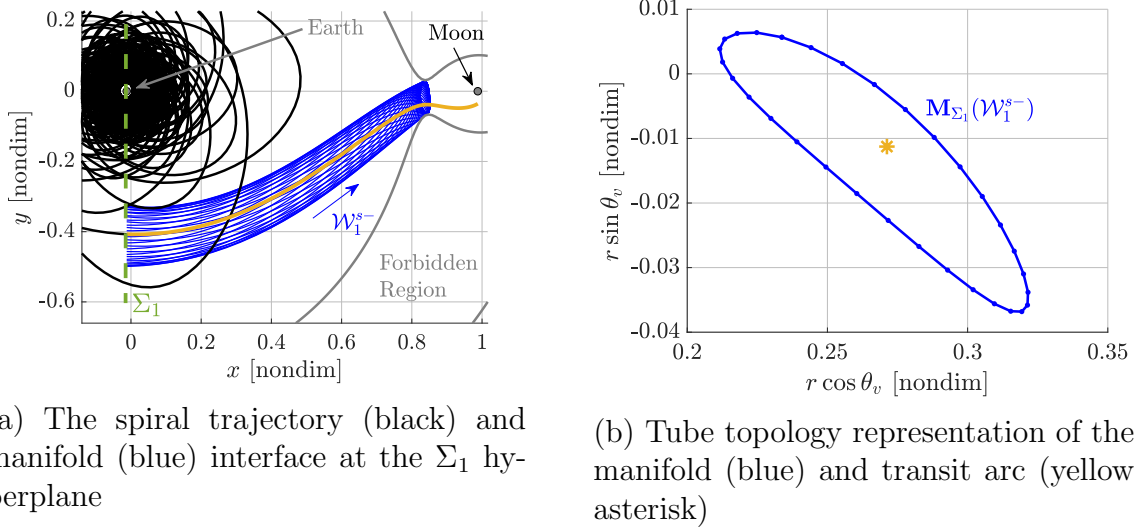 0.2
0
-0.2
-0.4
-0.6
y [nondim]
Earth
Moon
𝒲₁ˢ⁻
Forbidden
Region
Σ₁
0
0.2
0.4
0.6
0.8
1
x [nondim]
a) The spiral trajectory (black) and
manifold (blue) interface at the Σ₁ hy-
perplane
0.01
0
-0.01
-0.02
-0.03
-0.04
r sin θᵥ [nondim]
M_Σ₁(𝒲₁ˢ⁻)
0.2
0.25
0.3
0.35
r cos θᵥ [nondim]
(b) Tube topology representation of the
manifold (blue) and transit arc (yellow
asterisk)